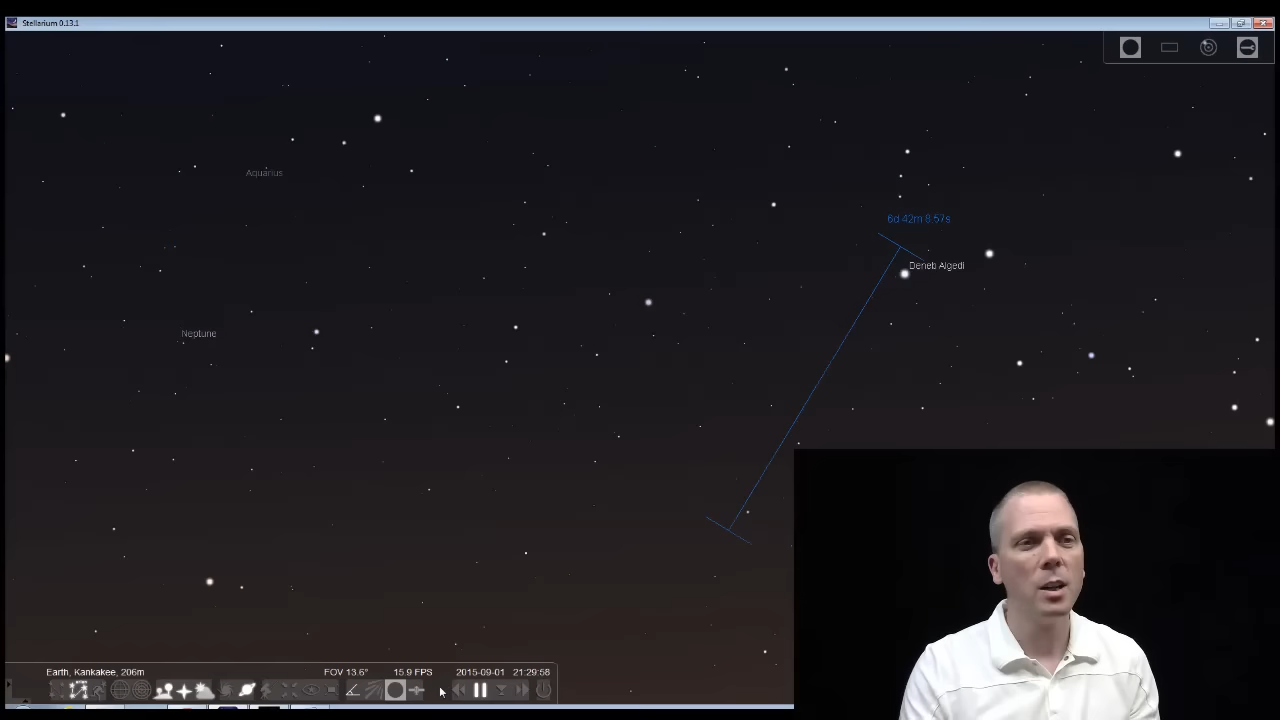 Stellarium 0.13.1
Aquarius
6d 42m 8.57s
Deneb Algedi
Neptune
Earth, Kankakee, 206m FOV 13.6° 15.9 FPS 2015-09-01 21:29:58